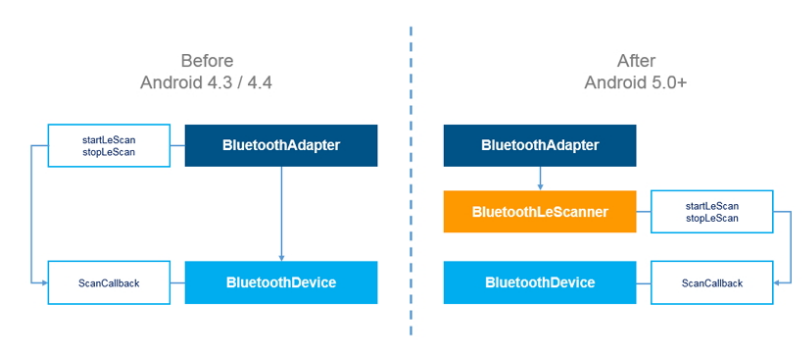 Before
Android 4.3 / 4.4
startLeScan
stopLeScan
BluetoothAdapter
ScanCallback
BluetoothDevice
After
Android 5.0+
BluetoothAdapter
BluetoothLeScanner
startLeScan
stopLeScan
BluetoothDevice
ScanCallback